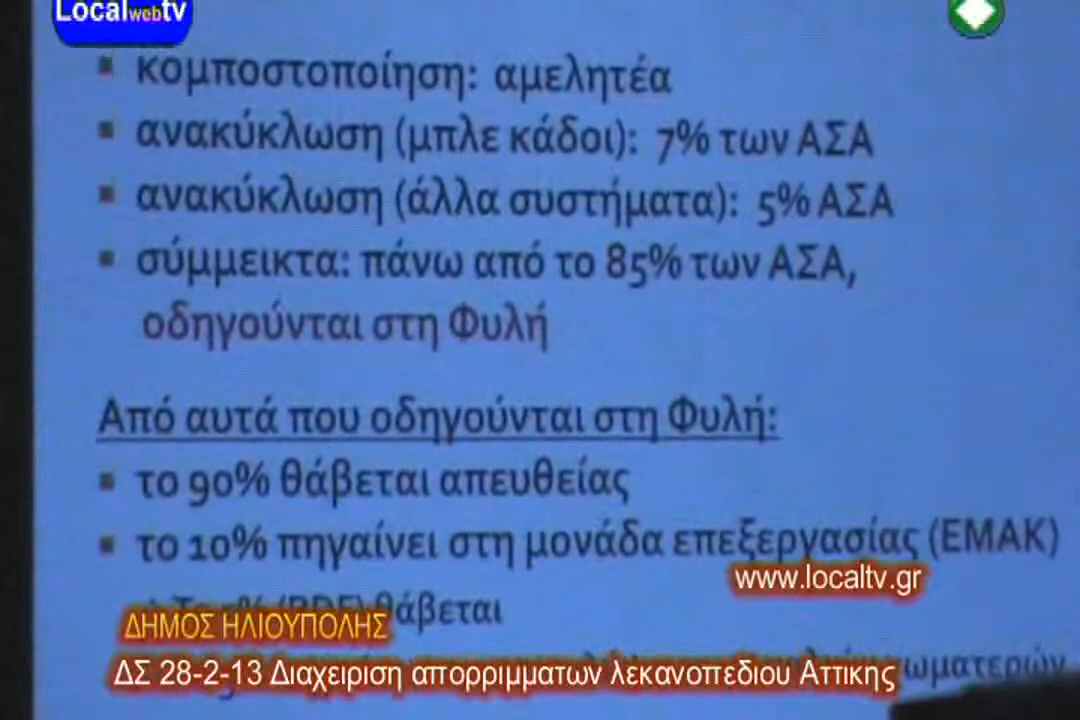 Localwebtv
▪ κομποστοποίηση: αμελητέα
▪ ανακύκλωση (μπλε κάδοι): 7% των ΑΣΑ
▪ ανακύκλωση (άλλα συστήματα): 5% ΑΣΑ
▪ σύμμεικτα: πάνω από το 85% των ΑΣΑ,
οδηγούνται στη Φυλή
Από αυτά που οδηγούνται στη Φυλή:
▪ το 90% θάβεται απευθείας
▪ το 10% πηγαίνει στη μονάδα επεξεργασίας (ΕΜΑΚ)
www.localtv.gr
θάβεται
ΔΗΜΟΣ ΗΛΙΟΥΠΟΛΗΣ
ΔΣ 28-2-13 Διαχειριση απορριμματων λεκανοπεδιου Αττικης